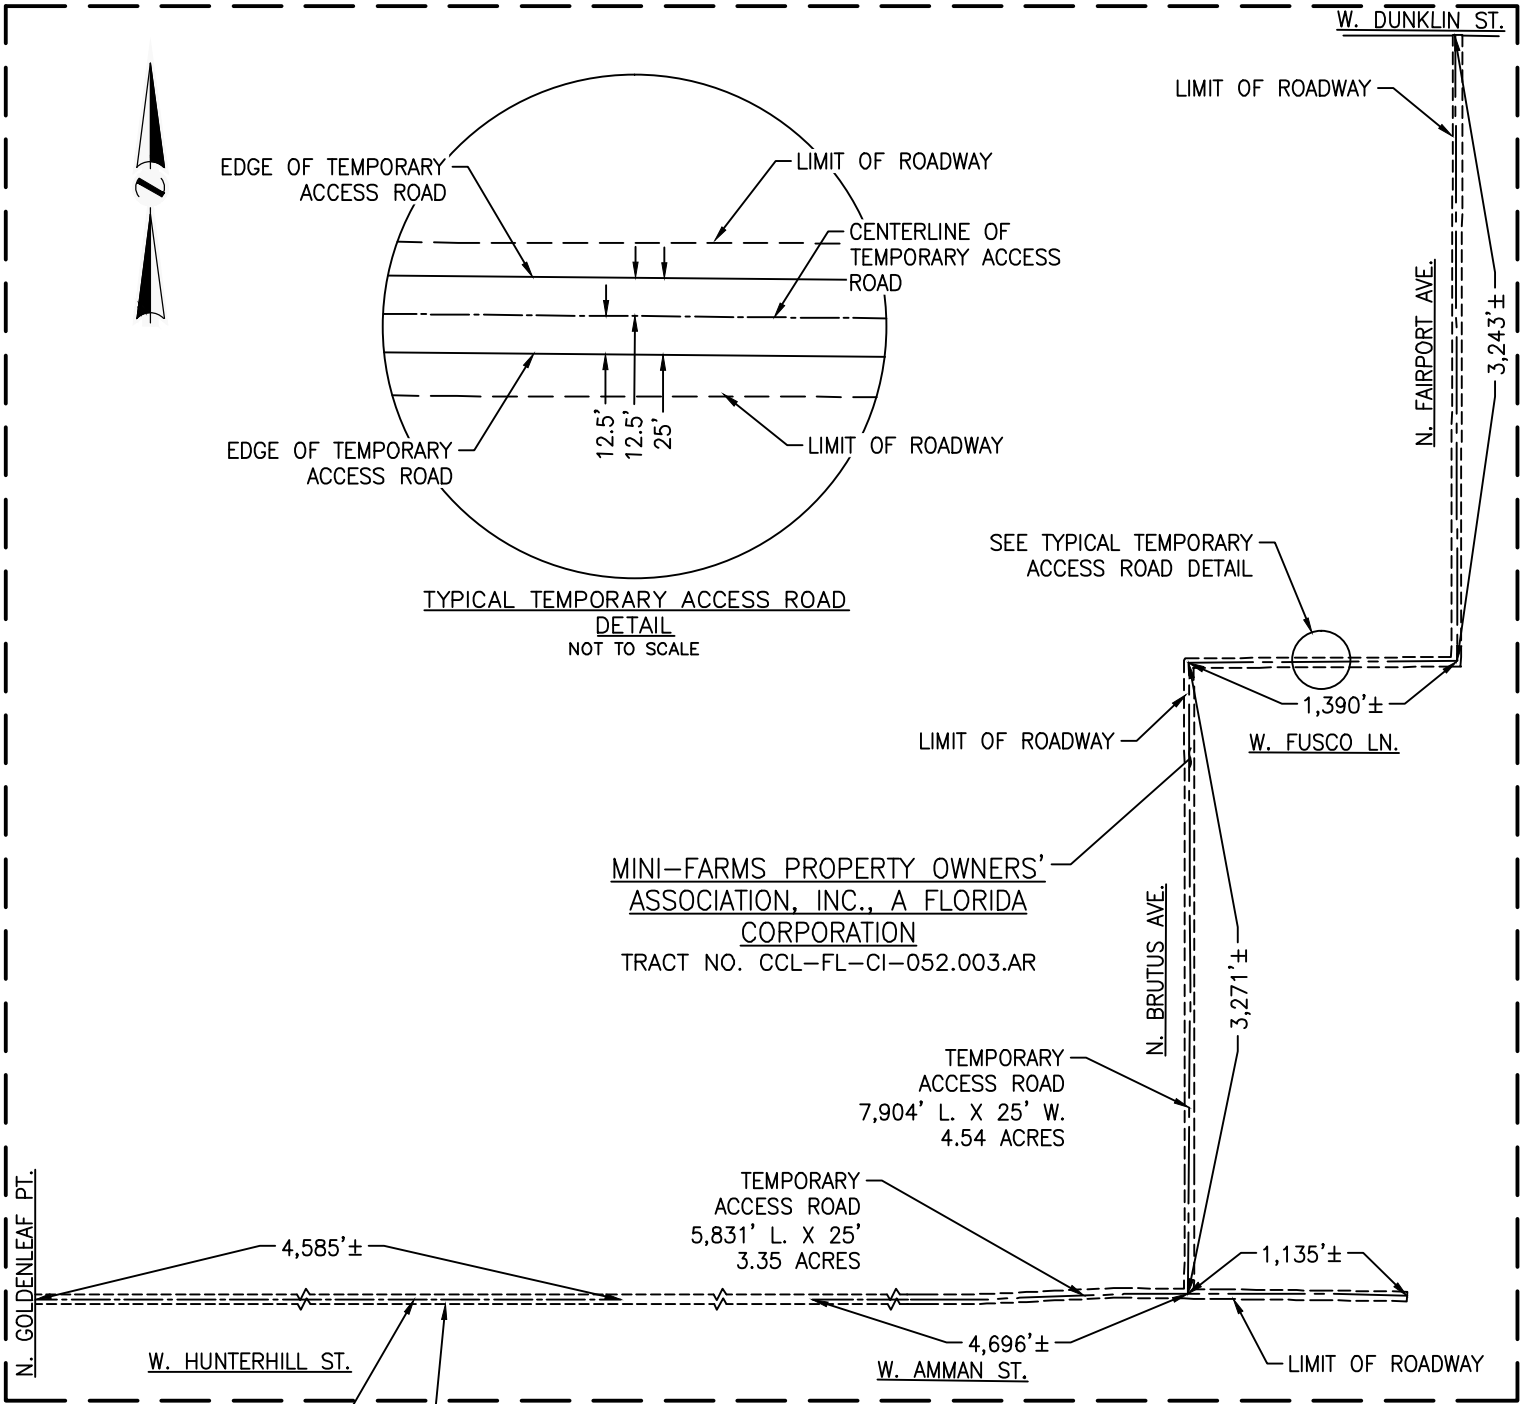 W. DUNKLIN ST.
LIMIT OF ROADWAY
EDGE OF TEMPORARY
ACCESS ROAD
LIMIT OF ROADWAY
CENTERLINE OF
TEMPORARY ACCESS
ROAD
N
12.5'
12.5'
25'
EDGE OF TEMPORARY
ACCESS ROAD
LIMIT OF ROADWAY
TYPICAL TEMPORARY ACCESS ROAD
DETAIL
NOT TO SCALE
N. FAIRPORT AVE.
3,243'±
SEE TYPICAL TEMPORARY
ACCESS ROAD DETAIL
1,390'±
W. FUSCO LN.
LIMIT OF ROADWAY
MINI-FARMS PROPERTY OWNERS'
ASSOCIATION, INC., A FLORIDA
CORPORATION
TRACT NO. CCL-FL-CI-052.003.AR
N. BRUTUS AVE.
3,271'±
TEMPORARY
ACCESS ROAD
7,904' L. X 25' W.
4.54 ACRES
TEMPORARY
ACCESS ROAD
5,831' L. X 25'
3.35 ACRES
N. GOLDENLEAF PT.
4,585'±
1,135'±
W. HUNTERHILL ST.
4,696'±
W. AMMAN ST.
LIMIT OF ROADWAY